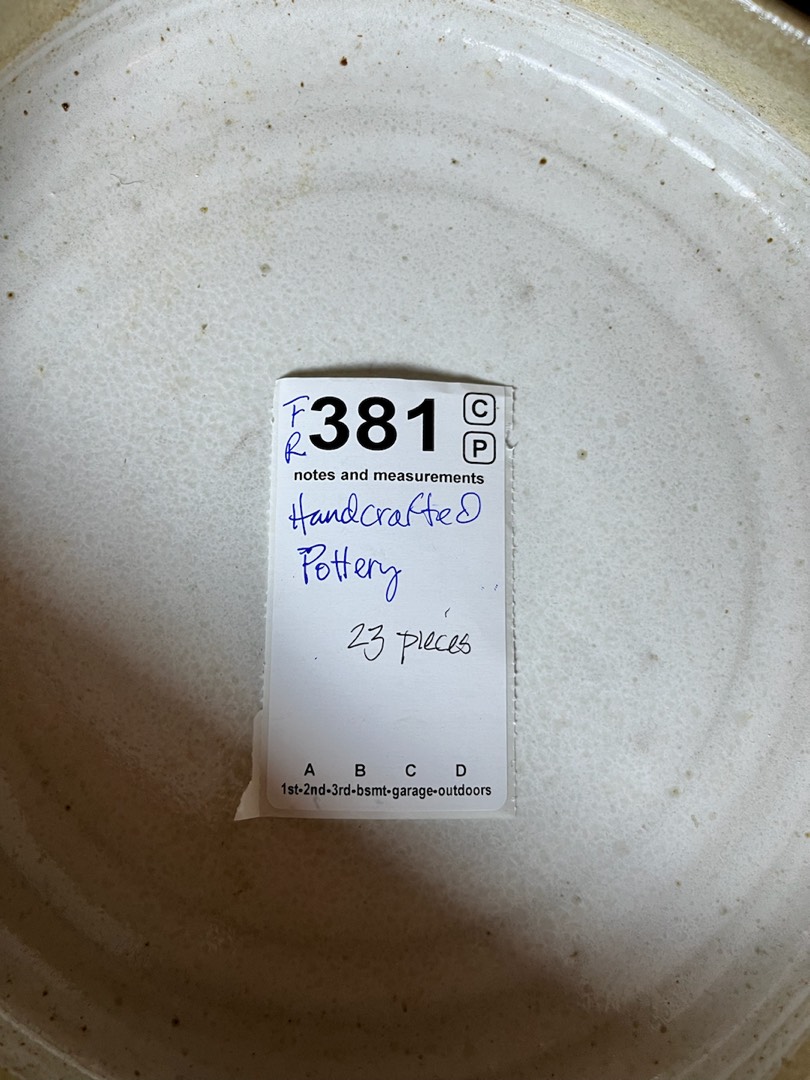 F 381 C
R P
notes and measurements
Handcrafted
Pottery
23 pieces
A B C D
1st-2nd-3rd-bsmt-garage-outdoors